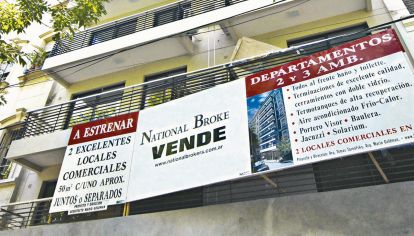 A ESTRENAR
2 EXCELENTES
LOCALES
COMERCIALES
50 m² C/UNO APROX.
JUNTOS o SEPARADOS
NATIONAL BROKE
VENDE
www.nationalbrokers.com.ar
DEPARTAMENTOS
2 y 3 AMB.
• Todos al frente baño y toilette.
• Terminaciones de excelente calidad,
cerramientos con doble vidrio.
• Termotanques de alta recuperación.
• Aire acondicionado Frío-Calor.
• Portero Visor • Baulera.
• Jacuzzi • Solarium.
2 LOCALES COMERCIALES EN